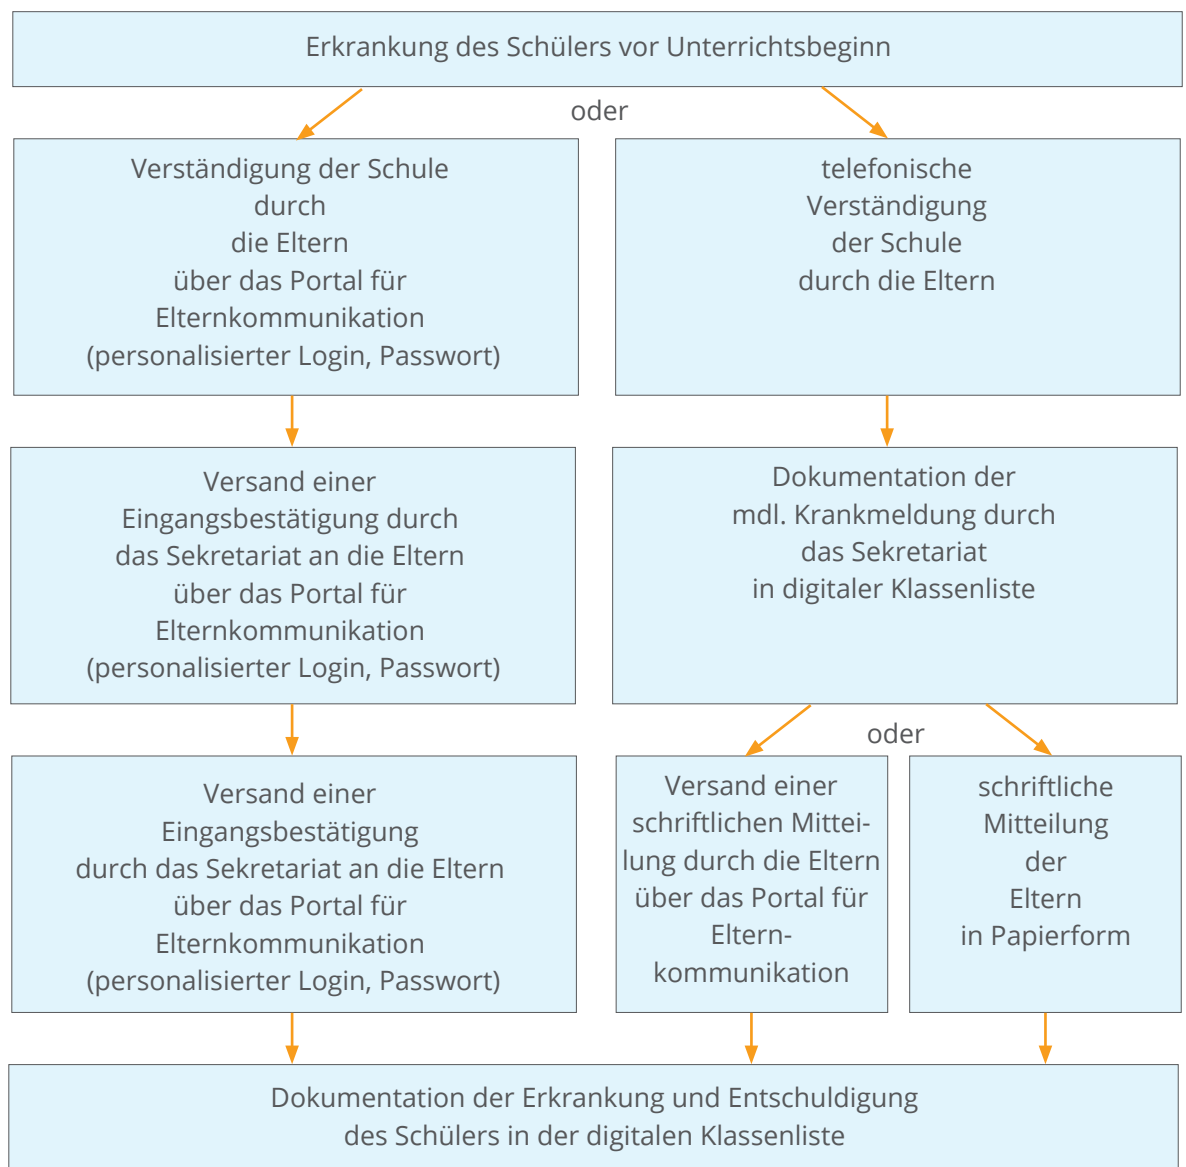 Erkrankung des Schülers vor Unterrichtsbeginn
oder
Verständigung der Schule
durch
die Eltern
über das Portal für
Elternkommunikation
(personalisierter Login, Passwort)
telefonische
Verständigung
der Schule
durch die Eltern
Versand einer
Eingangsbestätigung durch
das Sekretariat an die Eltern
über das Portal für
Elternkommunikation
(personalisierter Login, Passwort)
Dokumentation der
mdl. Krankmeldung durch
das Sekretariat
in digitaler Klassenliste
oder
Versand einer
Eingangsbestätigung
durch das Sekretariat an die Eltern
über das Portal für
Elternkommunikation
(personalisierter Login, Passwort)
Versand einer
schriftlichen Mittei-
lung durch die Eltern
über das Portal für
Eltern-
kommunikation
schriftliche
Mitteilung
der
Eltern
in Papierform
Dokumentation der Erkrankung und Entschuldigung
des Schülers in der digitalen Klassenliste